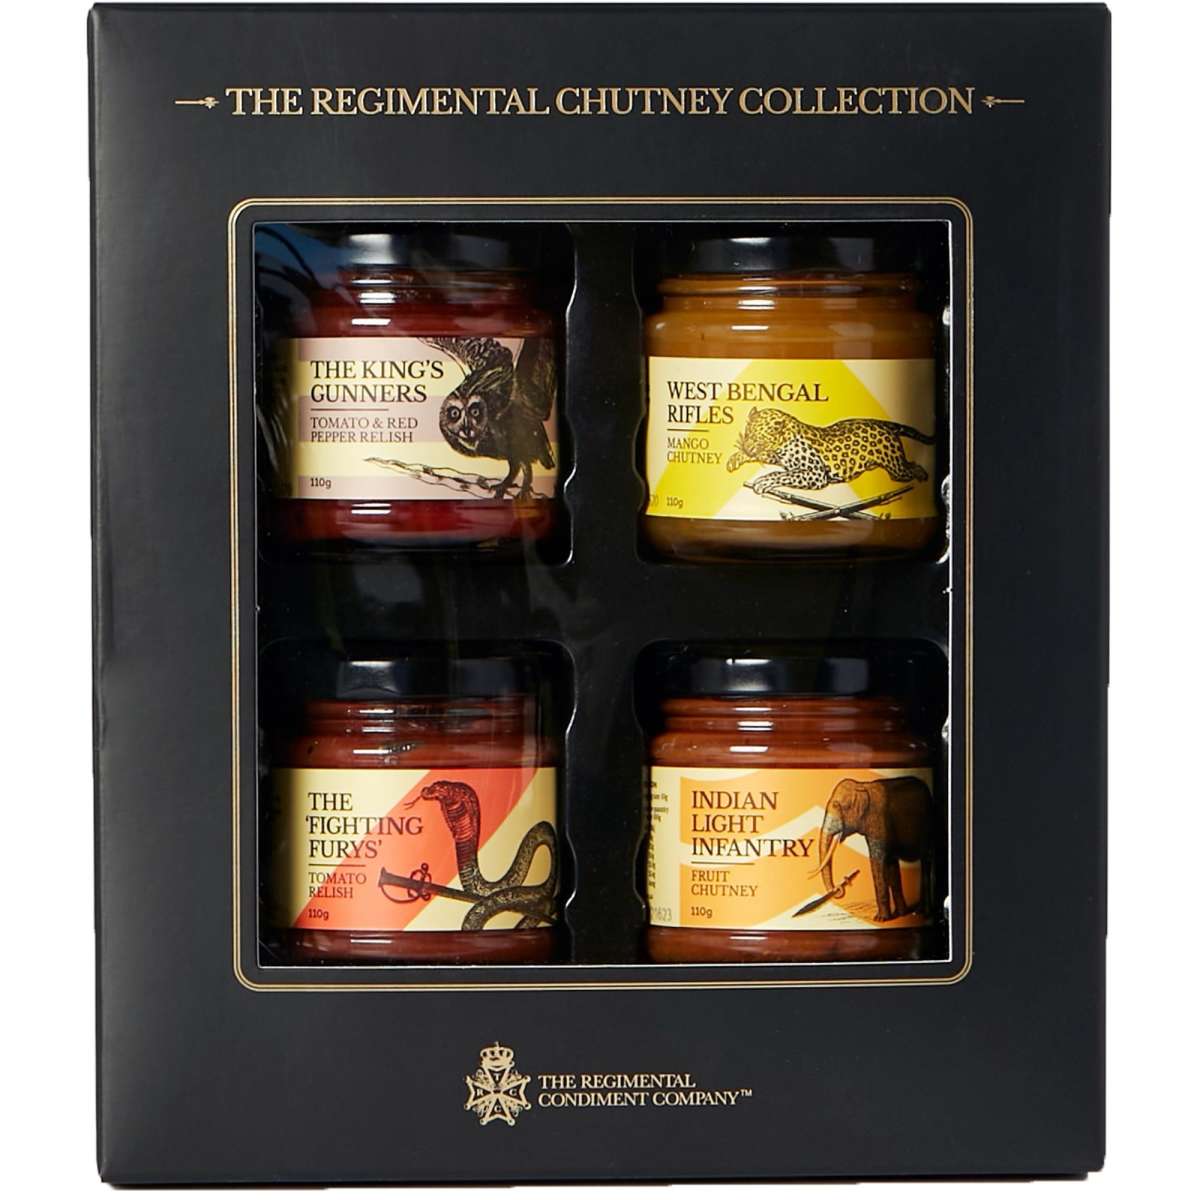 THE REGIMENTAL CHUTNEY COLLECTION
THE KING'S
GUNNERS
TOMATO & RED
PEPPER RELISH
110g
WEST BENGAL
RIFLES
MANGO
CHUTNEY
110g
THE
'FIGHTING
FURYS'
TOMATO
RELISH
110g
INDIAN
LIGHT
INFANTRY
FRUIT
CHUTNEY
110g
THE REGIMENTAL
CONDIMENT COMPANY™